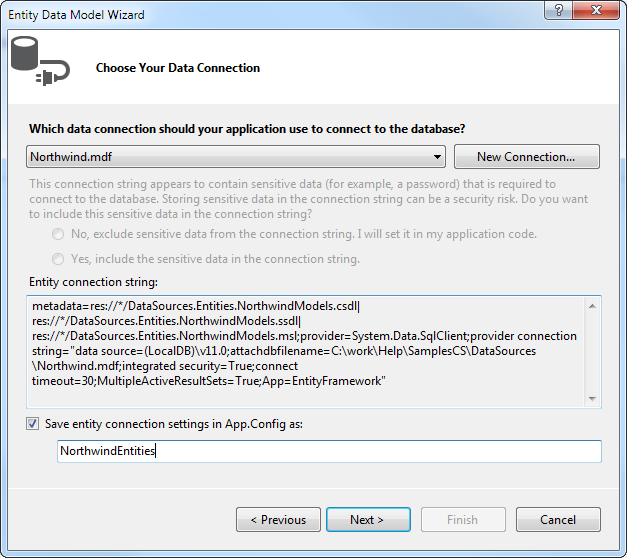 Entity Data Model Wizard
Choose Your Data Connection
Which data connection should your application use to connect to the database?
Northwind.mdf
New Connection...
This connection string appears to contain sensitive data (for example, a password) that is required to
connect to the database. Storing sensitive data in the connection string can be a security risk. Do you want
to include this sensitive data in the connection string?
No, exclude sensitive data from the connection string. I will set it in my application code.
Yes, include the sensitive data in the connection string.
Entity connection string:
metadata=res://*/DataSources.Entities.NorthwindModels.csdl|
res://*/DataSources.Entities.NorthwindModels.ssdl|
res://*/DataSources.Entities.NorthwindModels.msl;provider=System.Data.SqlClient;provider connection
string="data source=(LocalDB)\v11.0;attachdbfilename=C:\work\Help\SamplesCS\DataSources
\Northwind.mdf;integrated security=True;connect
timeout=30;MultipleActiveResultSets=True;App=EntityFramework"
Save entity connection settings in App.Config as:
NorthwindEntities
< Previous
Next >
Finish
Cancel